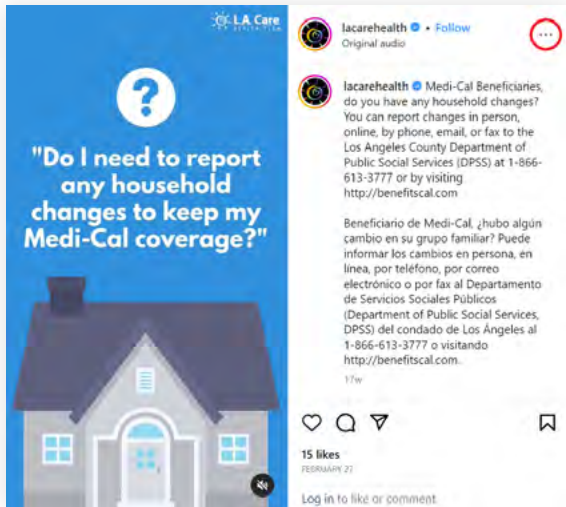 L.A. Care
HEALTH PLAN
?
"Do I need to report
any household
changes to keep my
Medi-Cal coverage?"
lacarehealth • Follow
Original audio
lacarehealth Medi-Cal Beneficiaries,
do you have any household changes?
You can report changes in person,
online, by phone, email, or fax to the
Los Angeles County Department of
Public Social Services (DPSS) at 1-866-
613-3777 or by visiting
http://benefitscal.com
Beneficiario de Medi-Cal, ¿hubo algún
cambio en su grupo familiar? Puede
informar los cambios en persona, en
línea, por teléfono, por correo
electrónico o por fax al Departamento
de Servicios Sociales Públicos
(Department of Public Social Services,
DPSS) del condado de Los Ángeles al
1-866-613-3777 o visitando
http://benefitscal.com.
17w
15 likes
FEBRUARY 27
Log in to like or comment.